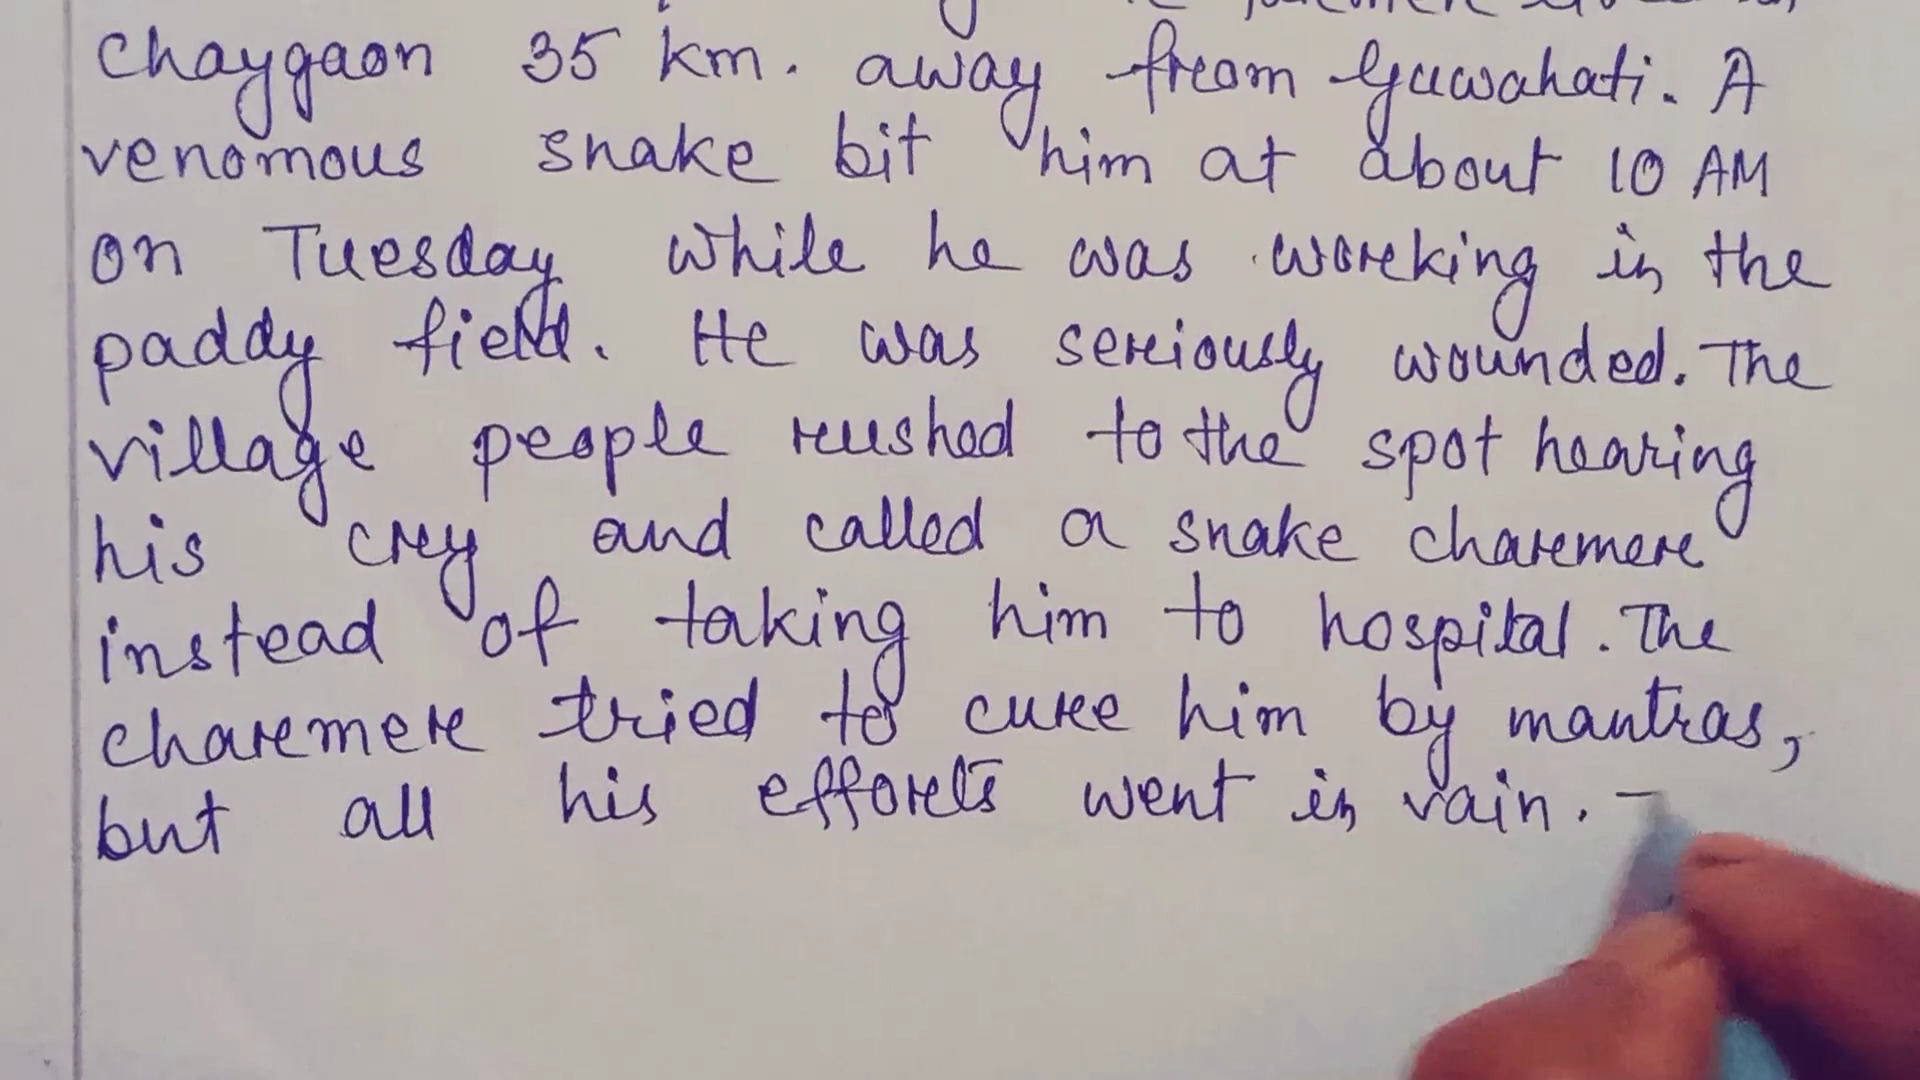 Chaygaon 35 km. away from Guwahati. A
venomous snake bit him at about 10 AM
on Tuesday while he was working in the
paddy field. He was seriously wounded. The
village people rushed to the spot hearing
his cry and called a snake charmer
instead of taking him to hospital. The
charmer tried to cure him by mantras,
but all his efforts went in vain.